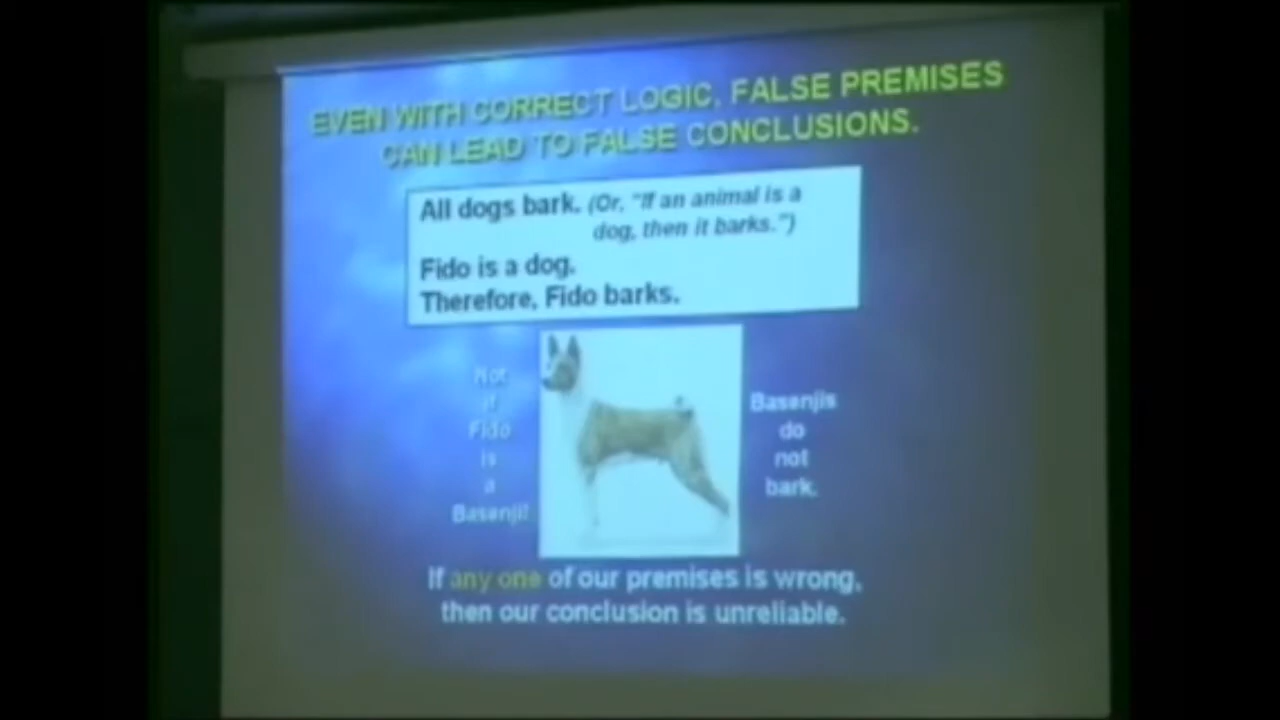 EVEN WITH CORRECT LOGIC, FALSE PREMISES
CAN LEAD TO FALSE CONCLUSIONS.
All dogs bark. (Or, "If an animal is a
dog, then it barks.")
Fido is a dog.
Therefore, Fido barks.
Not
if
Fido
is
a
Basenji!
Basenjis
do
not
bark.
If any one of our premises is wrong,
then our conclusion is unreliable.